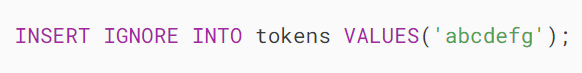 INSERT IGNORE INTO tokens VALUES('abcdefg');